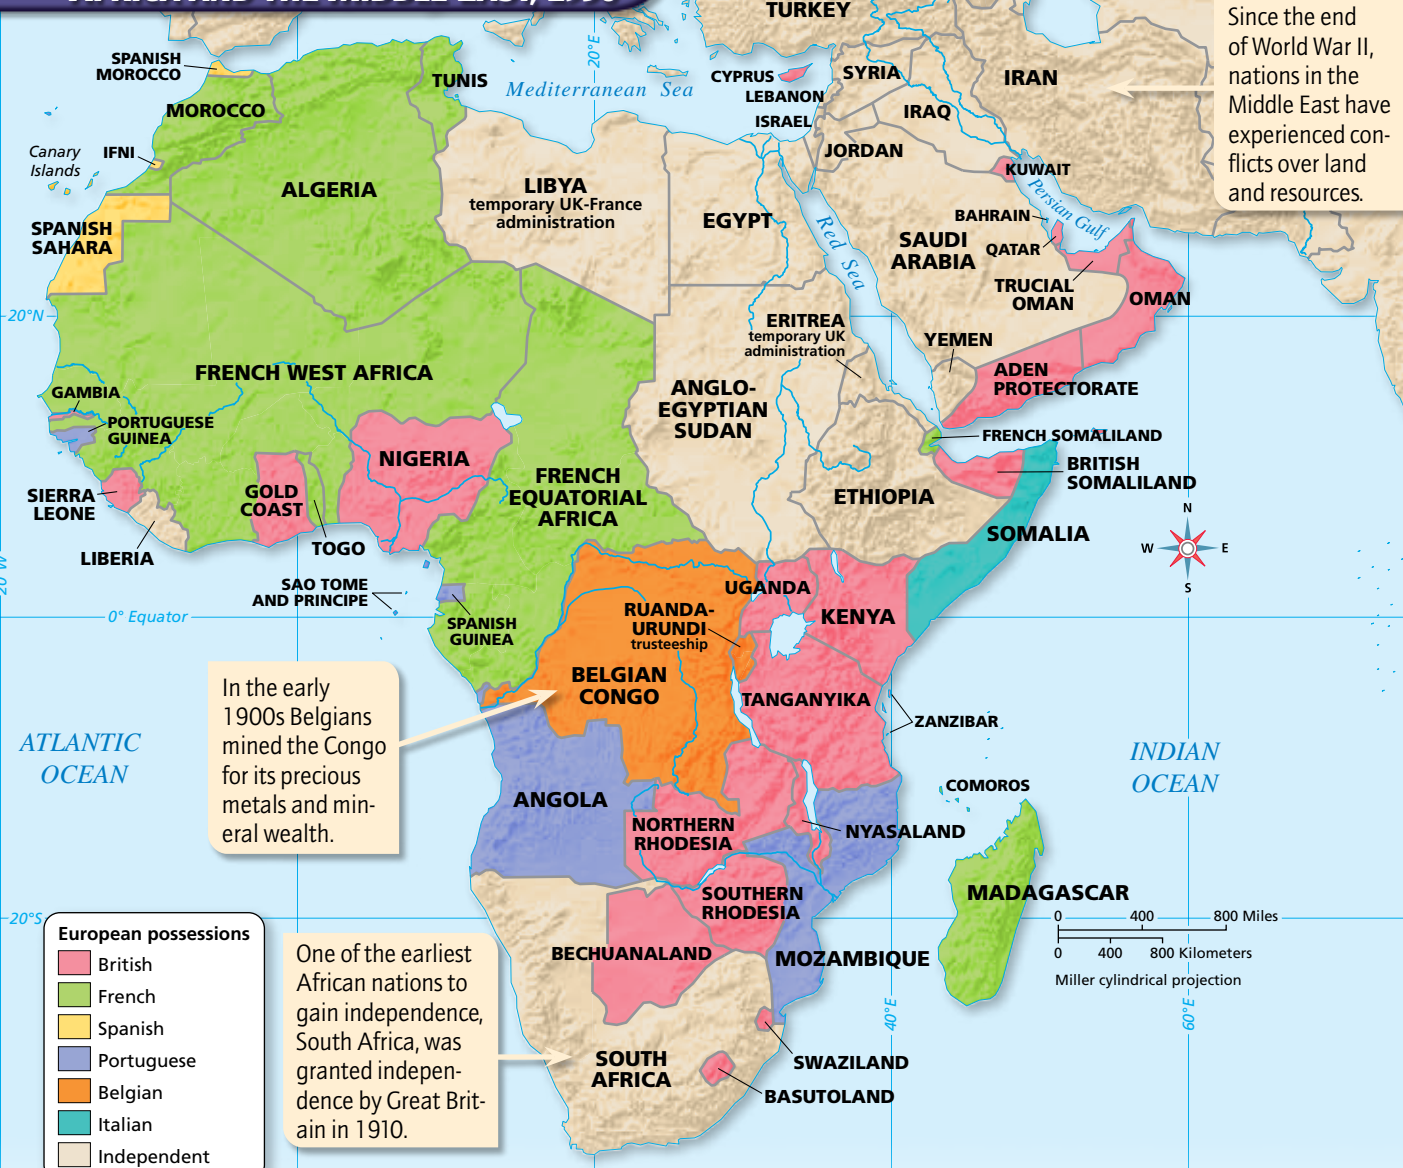 TURKEY
Since the end
of World War II,
nations in the
Middle East have
experienced con-
flicts over land
and resources.
SPANISH
MOROCCO
MOROCCO
TUNIS
20°E
Mediterranean Sea
CYPRUS
LEBANON
ISRAEL
SYRIA
IRAQ
IRAN
JORDAN
KUWAIT
Canary
Islands
IFNI
ALGERIA
LIBYA
temporary UK-France
administration
EGYPT
Red Sea
Persian Gulf
BAHRAIN
QATAR
SAUDI
ARABIA
TRUCIAL
OMAN
OMAN
SPANISH
SAHARA
20°N
ERITREA
temporary UK
administration
YEMEN
ADEN
PROTECTORATE
FRENCH WEST AFRICA
GAMBIA
PORTUGUESE
GUINEA
ANGLO-
EGYPTIAN
SUDAN
FRENCH SOMALILAND
BRITISH
SOMALILAND
NIGERIA
FRENCH
EQUATORIAL
AFRICA
ETHIOPIA
SIERRA
LEONE
GOLD
COAST
LIBERIA
TOGO
SOMALIA
N
W
E
S
SAO TOME
AND PRINCIPE
UGANDA
KENYA
RUANDA-
URUNDI
trusteeship
0° Equator
SPANISH
GUINEA
BELGIAN
CONGO
TANGANYIKA
ZANZIBAR
In the early
1900s Belgians
mined the Congo
for its precious
metals and min-
eral wealth.
ATLANTIC
OCEAN
INDIAN
OCEAN
COMOROS
ANGOLA
NORTHERN
RHODESIA
NYASALAND
SOUTHERN
RHODESIA
MADAGASCAR
20°S
0 400 800 Miles
0 400 800 Kilometers
Miller cylindrical projection
BECHUANALAND
MOZAMBIQUE
40°E
60°E
European possessions
British
French
Spanish
Portuguese
Belgian
Italian
Independent
One of the earliest
African nations to
gain independence,
South Africa, was
granted indepen-
dence by Great Brit-
ain in 1910.
SOUTH
AFRICA
SWAZILAND
BASUTOLAND